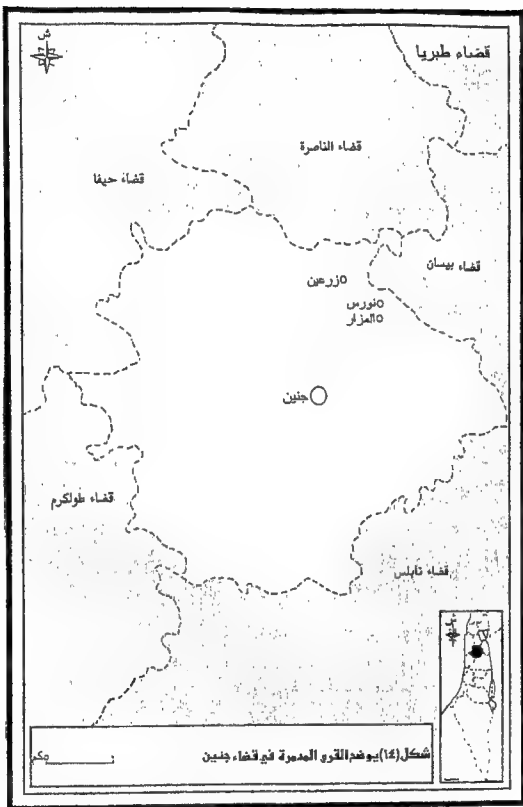 ش
قضاء طبريا
قضاء الناصرة
قضاء حيفا
قضاء بيسان
زرعين
نورس
المزار
جنين
قضاء طولكرم
قضاء نابلس
شكل (١٤) يوضح القرى المدمرة في قضاء جنين
٥كم